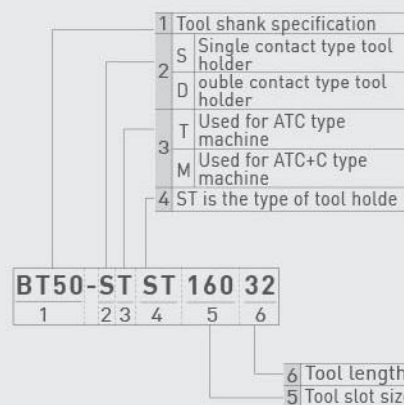 1 Tool shank specification
S Single contact type tool
holder
2
D ouble contact type tool
holder
T Used for ATC type
machine
3
M Used for ATC+C type
machine
4 ST is the type of tool holde
BT50-ST ST 160 32
1 2 3 4 5 6
6 Tool length
5 Tool slot size